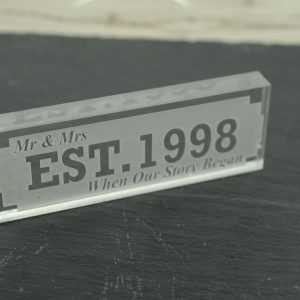 Mr & Mrs
EST.1998
When Our Story Began